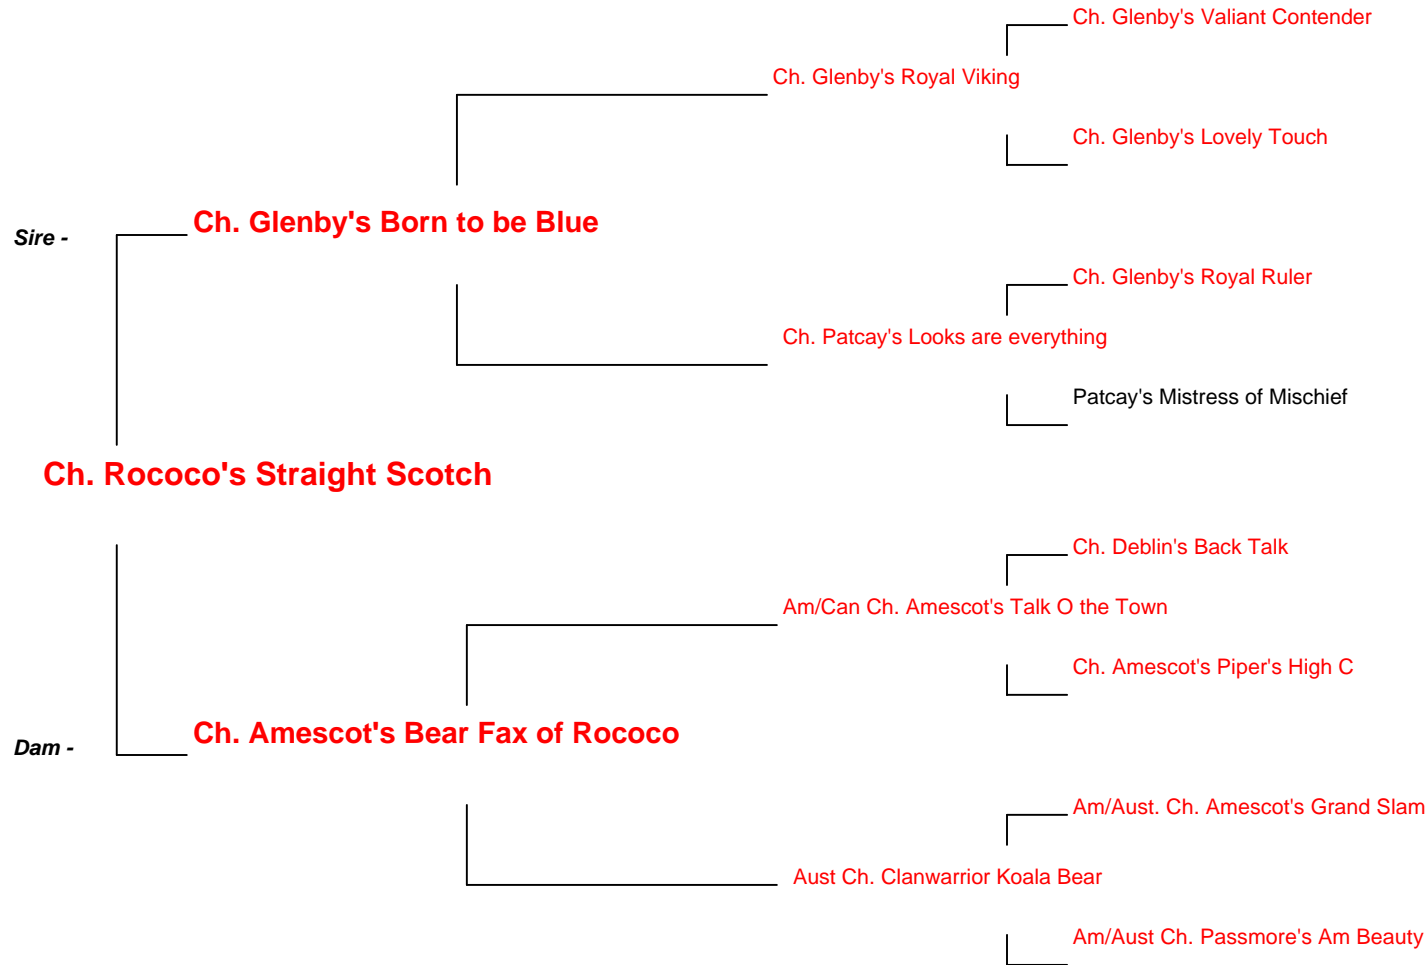 Ch. Glenby's Valiant Contender
Ch. Glenby's Royal Viking
Ch. Glenby's Lovely Touch
Sire -
Ch. Glenby's Born to be Blue
Ch. Glenby's Royal Ruler
Ch. Patcay's Looks are everything
Patcay's Mistress of Mischief
Ch. Rococo's Straight Scotch
Ch. Deblin's Back Talk
Am/Can Ch. Amescot's Talk O the Town
Ch. Amescot's Piper's High C
Dam -
Ch. Amescot's Bear Fax of Rococo
Am/Aust. Ch. Amescot's Grand Slam
Aust Ch. Clanwarrior Koala Bear
Am/Aust Ch. Passmore's Am Beauty